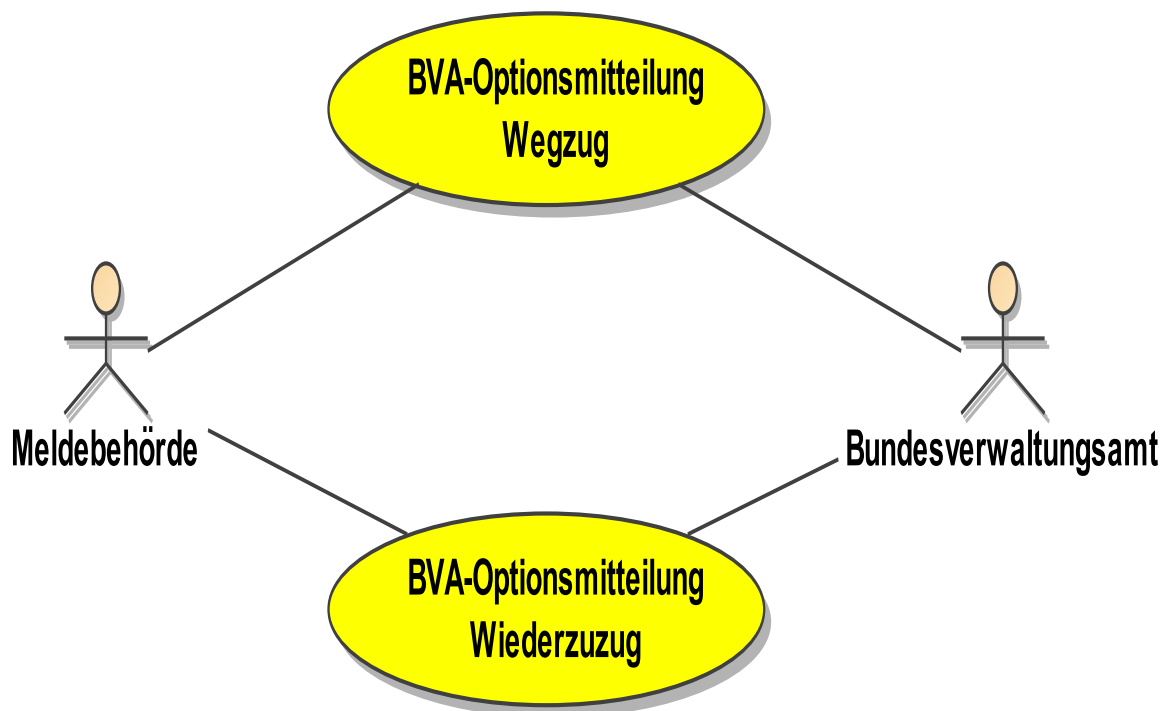 BVA-Optionsmitteilung
Wegzug
Meldebehörde
Bundesverwaltungsamt
BVA-Optionsmitteilung
Wiederzuzug